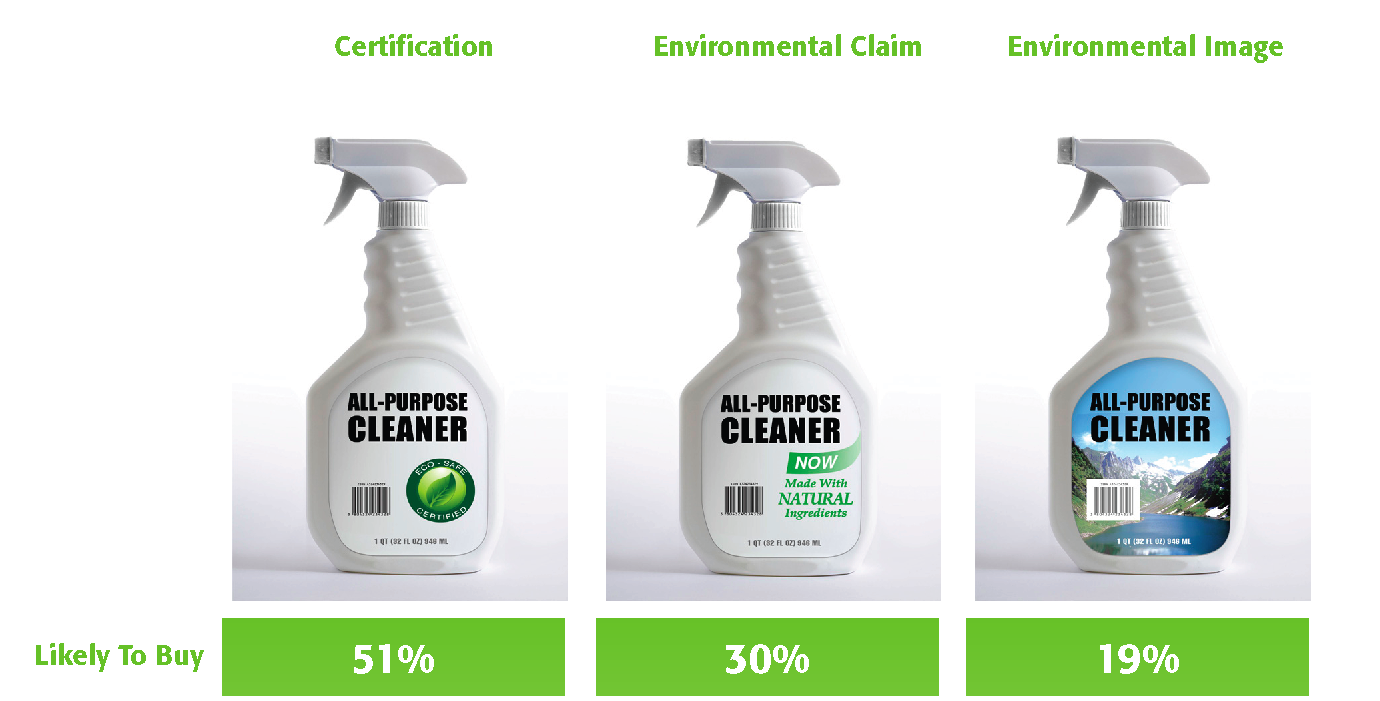 Certification
Environmental Claim
Environmental Image
ALL-PURPOSE
CLEANER
ECO - SAFE
CERTIFIED
1 QT (32 FL OZ) 946 ML
ALL-PURPOSE
CLEANER
NOW
Made With
NATURAL
Ingredients
1 QT (32 FL OZ) 946 ML
ALL-PURPOSE
CLEANER
1 QT (32 FL OZ) 946 ML
Likely To Buy
51%
30%
19%